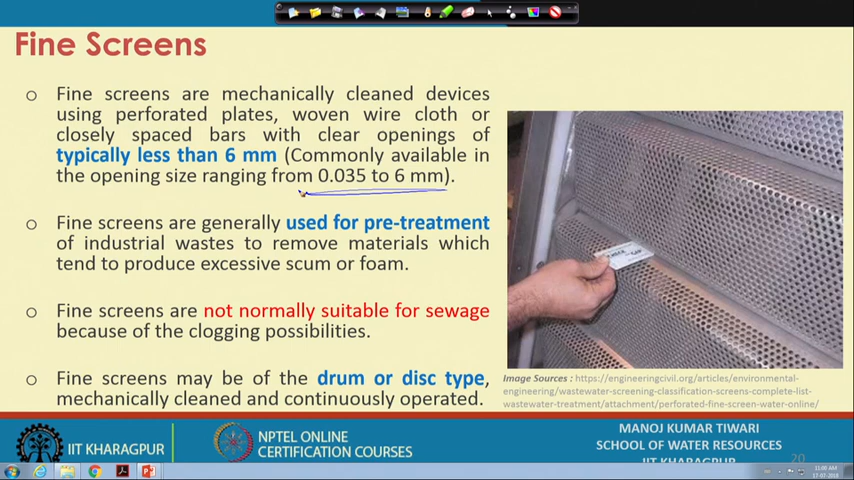 Fine Screens
o Fine screens are mechanically cleaned devices
using perforated plates, woven wire cloth or
closely spaced bars with clear openings of
typically less than 6 mm (Commonly available in
the opening size ranging from 0.035 to 6 mm).
o Fine screens are generally used for pre-treatment
of industrial wastes to remove materials which
tend to produce excessive scum or foam.
o Fine screens are not normally suitable for sewage
because of the clogging possibilities.
o Fine screens may be of the drum or disc type,
mechanically cleaned and continuously operated.
Image Sources : https://engineeringcivil.org/articles/environmental-
engineering/wastewater-screening-classification-screens-complete-list-
wastewater-treatment/attachment/perforated-fine-screen-water-online/
IIT KHARAGPUR
NPTEL ONLINE
CERTIFICATION COURSES
MANOJ KUMAR TIWARI
SCHOOL OF WATER RESOURCES
IIT KHARAGPUR
20